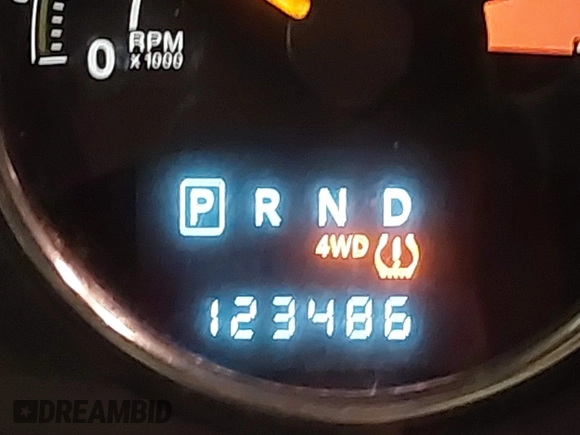 0 RPM
x1000
P R N D
4WD
123486
DREAMBID